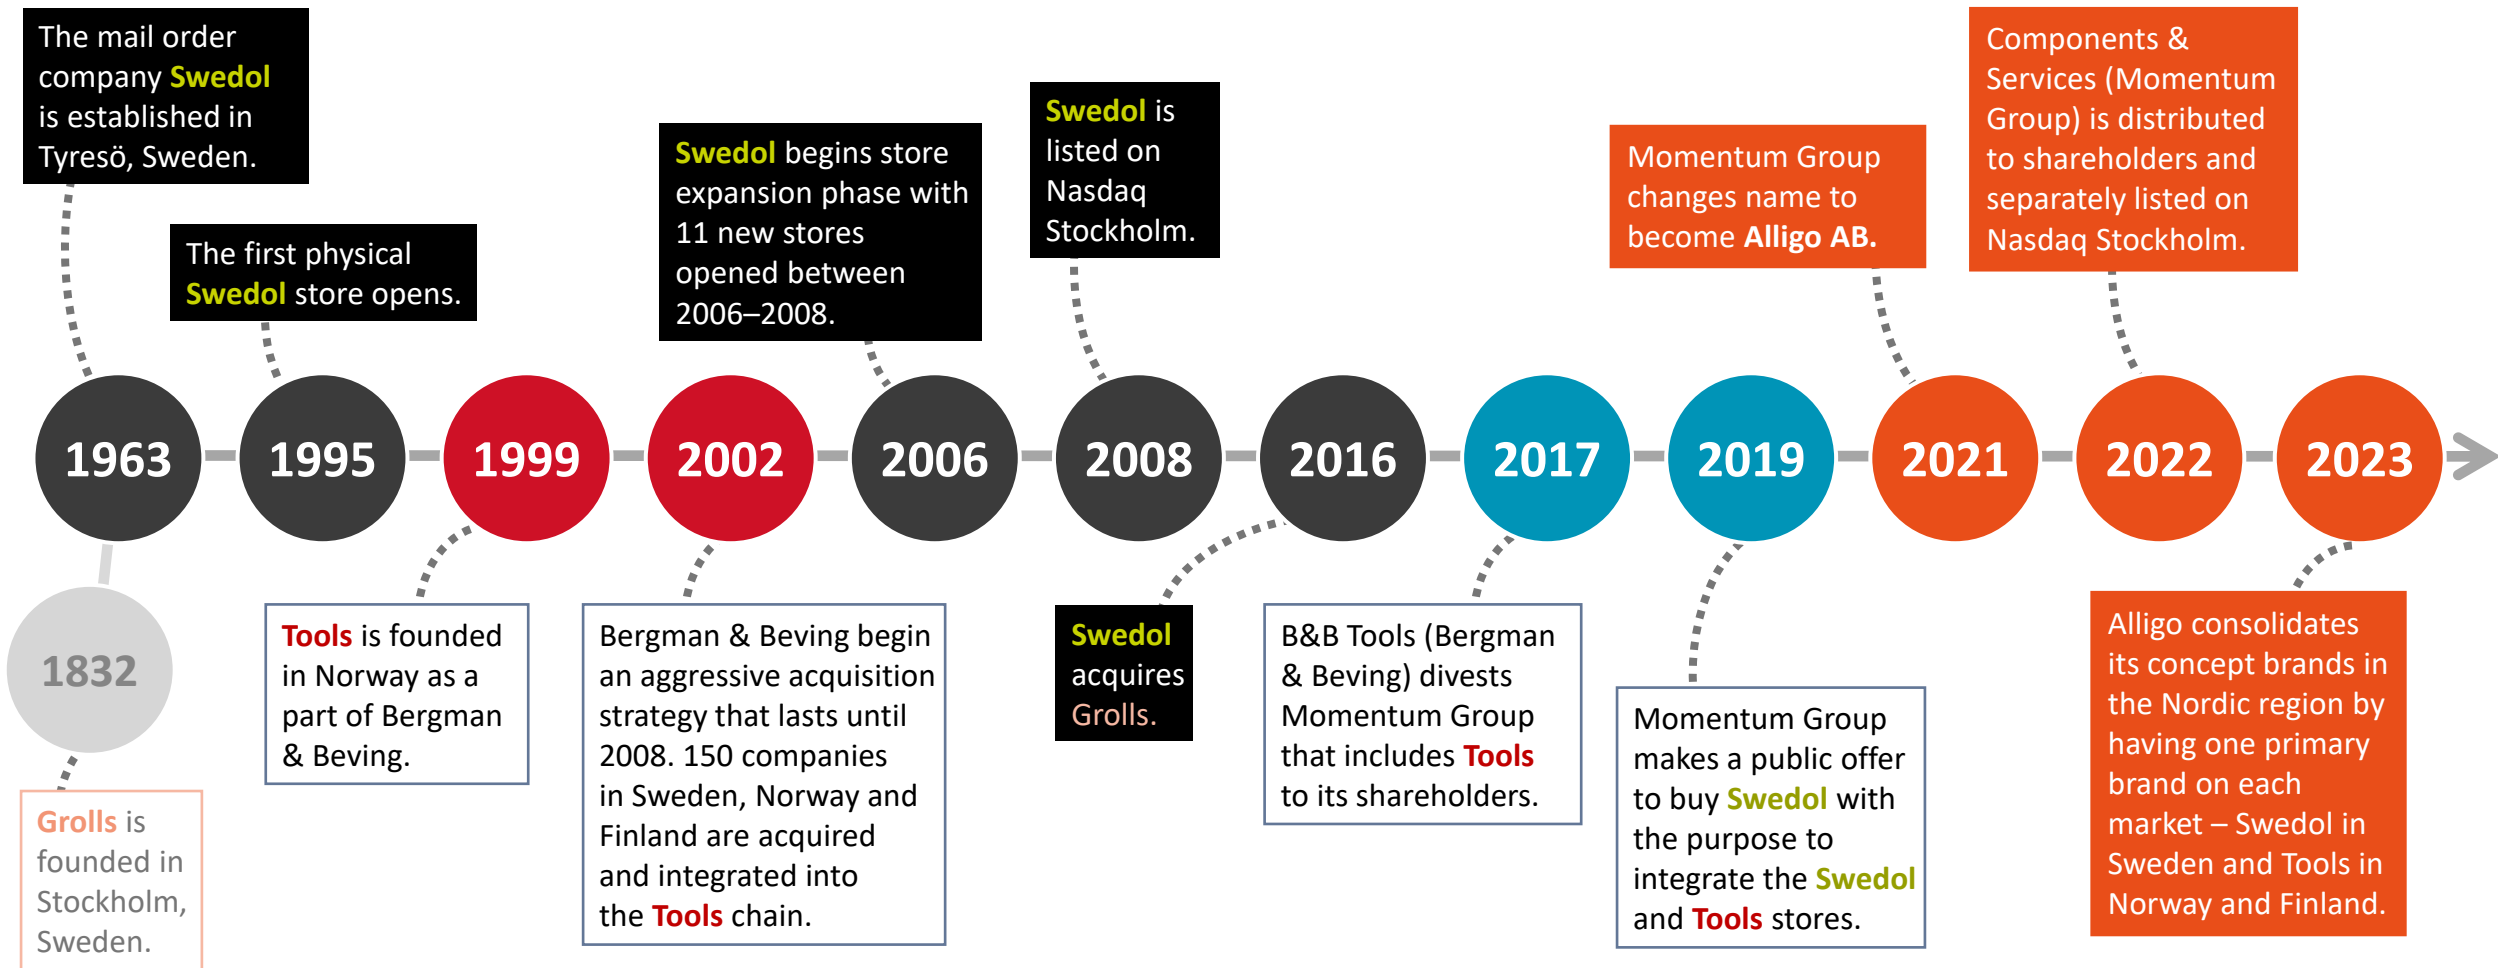 The mail order
company Swedol
is established in
Tyresö, Sweden.
The first physical
Swedol store opens.
Swedol begins store
expansion phase with
11 new stores
opened between
2006–2008.
Swedol is
listed on
Nasdaq
Stockholm.
Momentum Group
changes name to
become Alligo AB.
Components &
Services (Momentum
Group) is distributed
to shareholders and
separately listed on
Nasdaq Stockholm.
1963
1995
1999
2002
2006
2008
2016
2017
2019
2021
2022
2023
1832
Grolls is
founded in
Stockholm,
Sweden.
Tools is founded
in Norway as a
part of Bergman
& Beving.
Bergman & Beving begin
an aggressive acquisition
strategy that lasts until
2008. 150 companies
in Sweden, Norway and
Finland are acquired
and integrated into
the Tools chain.
Swedol
acquires
Grolls.
B&B Tools (Bergman
& Beving) divests
Momentum Group
that includes Tools
to its shareholders.
Momentum Group
makes a public offer
to buy Swedol with
the purpose to
integrate the Swedol
and Tools stores.
Alligo consolidates
its concept brands in
the Nordic region by
having one primary
brand on each
market – Swedol in
Sweden and Tools in
Norway and Finland.